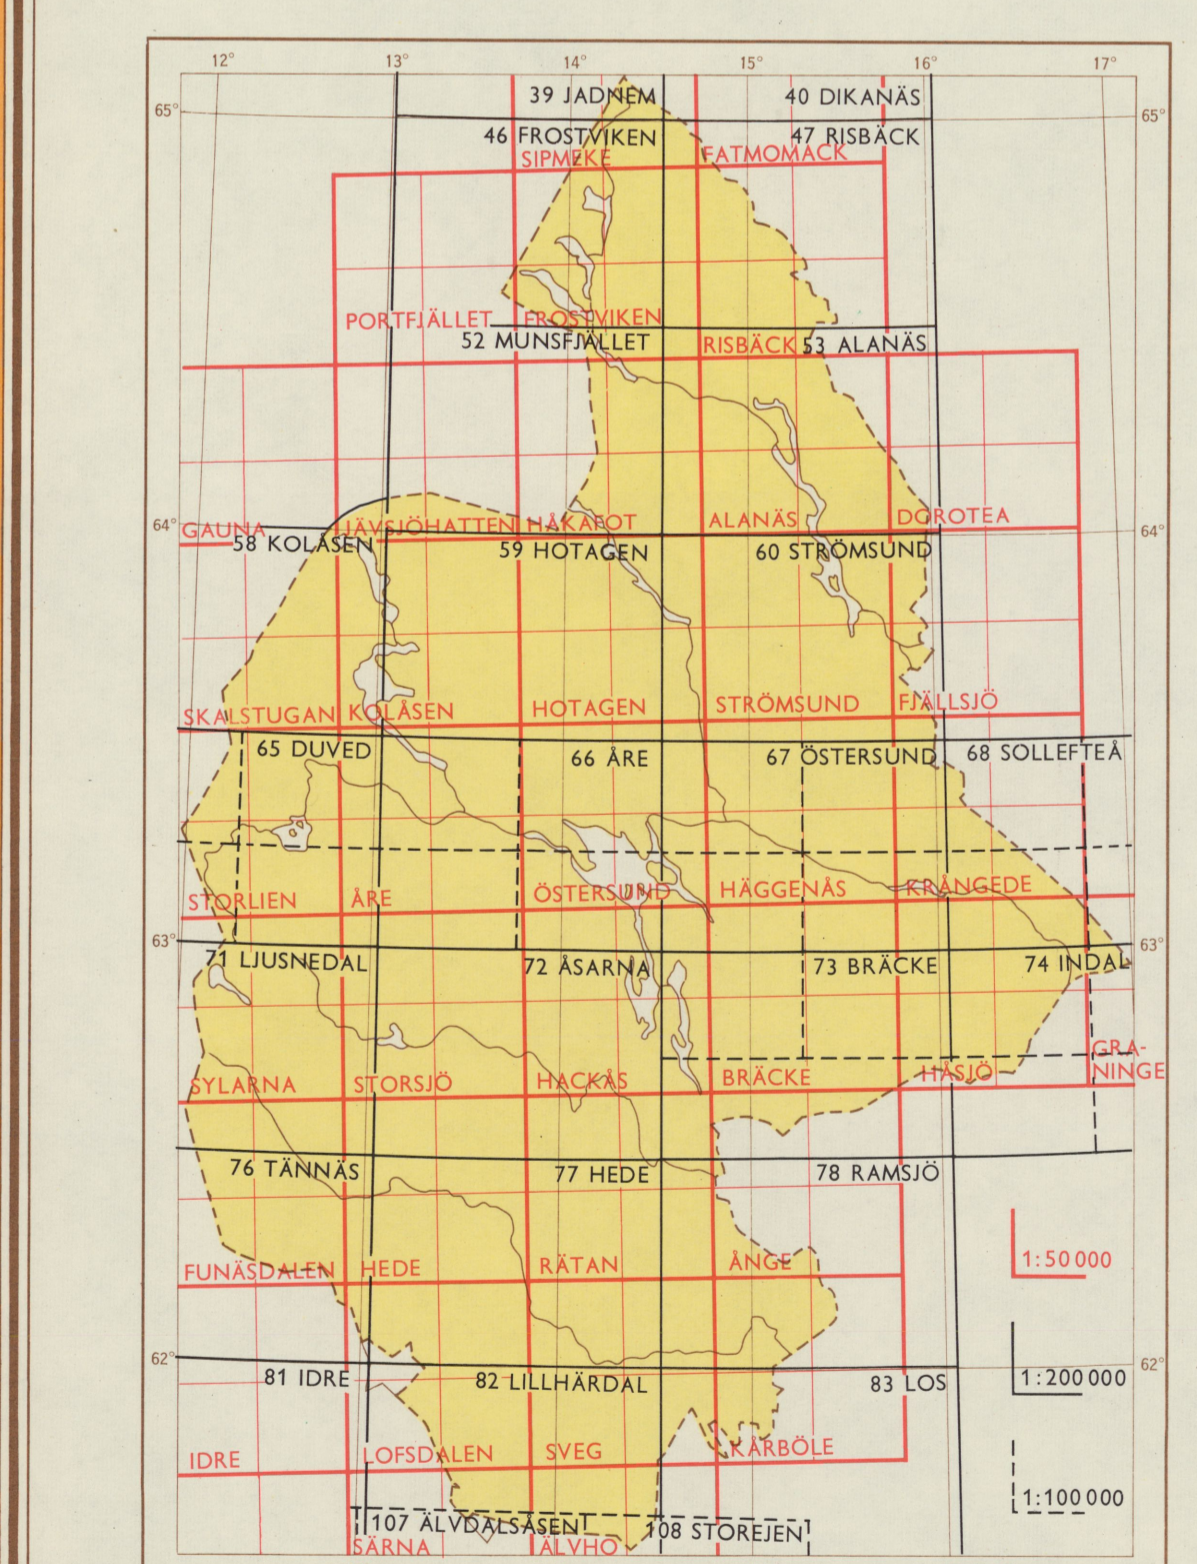 12° 13° 14° 15° 16° 17°
39 JADNEM 40 DIKANÄS
65° 65°
46 FROSTVIKEN 47 RISBÄCK
SIPMEKE FATMOMACK
PORTFJÄLLET FROSTVIKEN
52 MUNSFJÄLLET RISBÄCK 53 ALANÄS
GAUNA JÄVSJÖHATTEN HÅKAFOT ALANÄS DOROTEA
64° 64°
58 KOLÅSEN 59 HOTAGEN 60 STRÖMSUND
SKALSTUGAN KOLÅSEN HOTAGEN STRÖMSUND FJÄLLSJÖ
65 DUVED 66 ÅRE 67 ÖSTERSUND 68 SOLLEFTEÅ
STORLIEN ÅRE ÖSTERSUND HÄGGENÅS KRÅNGEDE
63° 63°
71 LJUSNEDAL 72 ÅSARNA 73 BRÄCKE 74 INDAL
GRA-
SYLARNA STORSJÖ HACKÅS BRÄCKE HÅSJÖ NINGE
76 TÄNNÄS 77 HEDE 78 RAMSJÖ
FUNÄSDALEN HEDE RÄTAN ÅNGE 1:50 000
62° 62°
81 IDRE 82 LILLHÄRDAL 83 LOS 1:200 000
IDRE LOFSDALEN SVEG KÅRBÖLE
1:100 000
107 ÄLVDALSÅSEN 108 STOREJEN
SÄRNA ÄLVHO